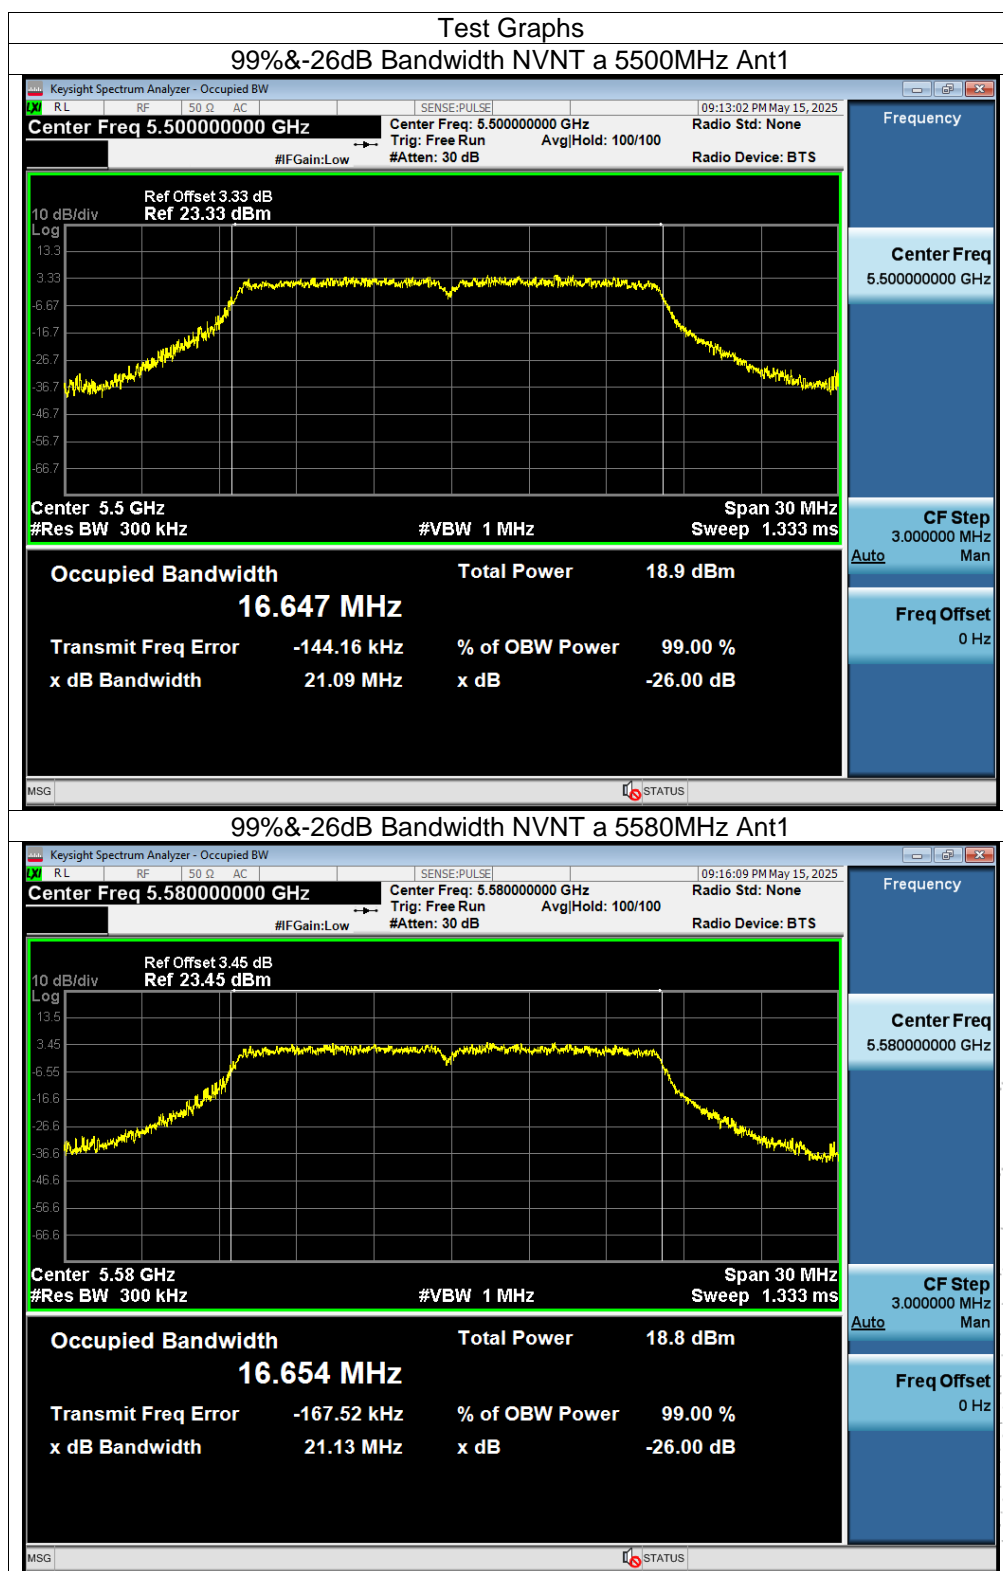 Test Graphs
99%&-26dB Bandwidth NVNT a 5500MHz Ant1
Keysight Spectrum Analyzer - Occupied BW
LXI RL RF 50 Ω AC SENSE:PULSE 09:13:02 PM May 15, 2025
Center Freq 5.500000000 GHz Center Freq: 5.500000000 GHz Radio Std: None
Trig: Free Run Avg|Hold: 100/100
#IFGain:Low #Atten: 30 dB Radio Device: BTS
Frequency
Ref Offset 3.33 dB
10 dB/div Ref 23.33 dBm
Log
13.3
3.33
-6.67
-16.7
-26.7
-36.7
-46.7
-56.7
-66.7
Center 5.5 GHz Span 30 MHz
#Res BW 300 kHz #VBW 1 MHz Sweep 1.333 ms
Center Freq
5.500000000 GHz
CF Step
3.000000 MHz
Auto Man
Freq Offset
0 Hz
Occupied Bandwidth Total Power 18.9 dBm
16.647 MHz
Transmit Freq Error -144.16 kHz % of OBW Power 99.00 %
x dB Bandwidth 21.09 MHz x dB -26.00 dB
MSG STATUS
99%&-26dB Bandwidth NVNT a 5580MHz Ant1
Keysight Spectrum Analyzer - Occupied BW
LXI RL RF 50 Ω AC SENSE:PULSE 09:16:09 PM May 15, 2025
Center Freq 5.580000000 GHz Center Freq: 5.580000000 GHz Radio Std: None
Trig: Free Run Avg|Hold: 100/100
#IFGain:Low #Atten: 30 dB Radio Device: BTS
Frequency
Ref Offset 3.45 dB
10 dB/div Ref 23.45 dBm
Log
13.5
3.45
-6.55
-16.6
-26.6
-36.6
-46.6
-56.6
-66.6
Center 5.58 GHz Span 30 MHz
#Res BW 300 kHz #VBW 1 MHz Sweep 1.333 ms
Center Freq
5.580000000 GHz
CF Step
3.000000 MHz
Auto Man
Freq Offset
0 Hz
Occupied Bandwidth Total Power 18.8 dBm
16.654 MHz
Transmit Freq Error -167.52 kHz % of OBW Power 99.00 %
x dB Bandwidth 21.13 MHz x dB -26.00 dB
MSG STATUS